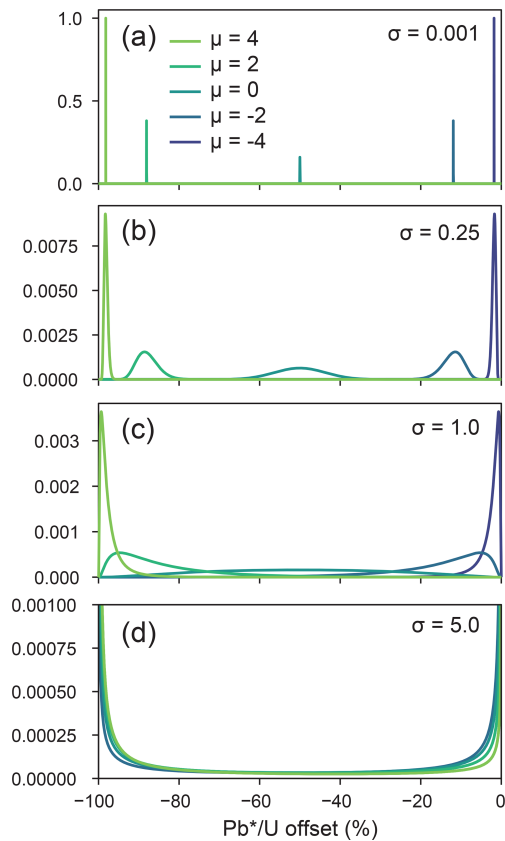 1.0
0.5
0.0
(a)
μ = 4
μ = 2
μ = 0
μ = -2
μ = -4
σ = 0.001
0.0075
0.0050
0.0025
0.0000
(b)
σ = 0.25
0.003
0.002
0.001
0.000
(c)
σ = 1.0
0.00100
0.00075
0.00050
0.00025
0.00000
(d)
σ = 5.0
−100 −80 −60 −40 −20 0
Pb*/U offset (%)